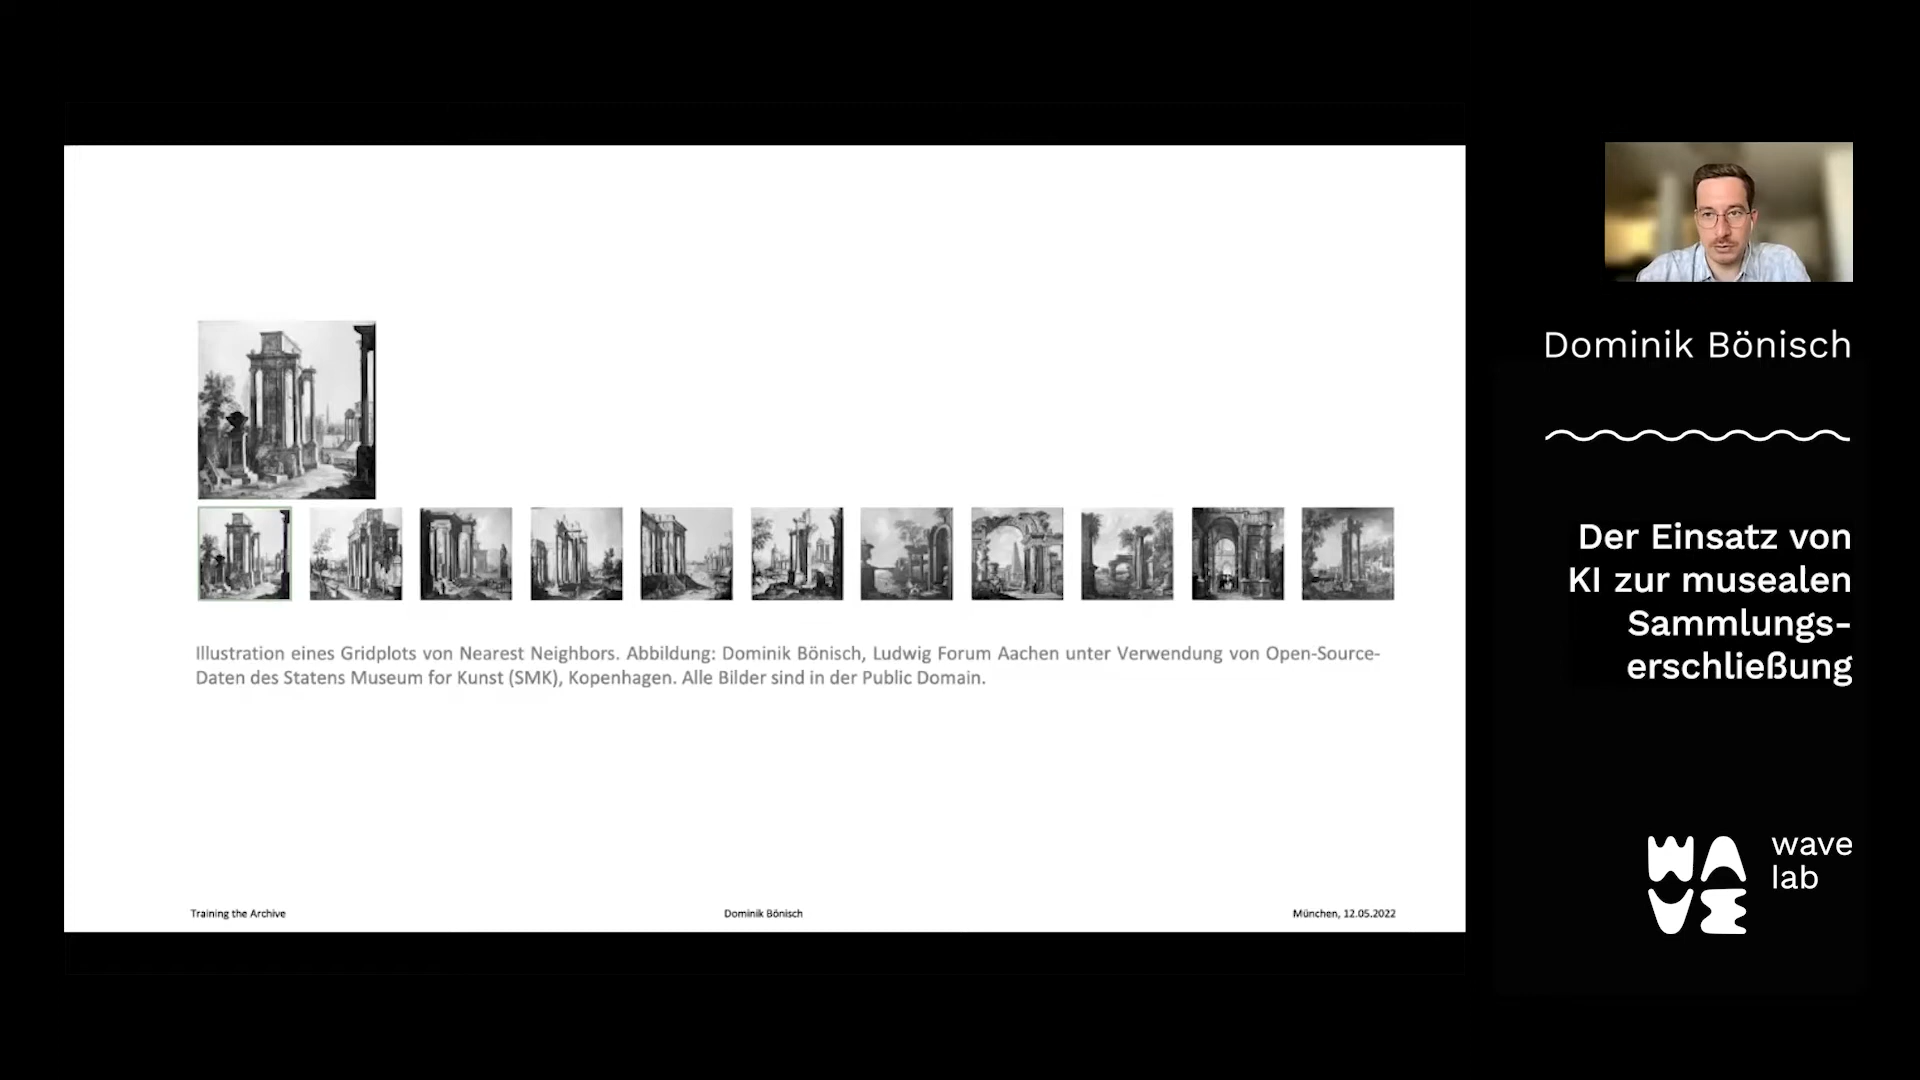 Illustration eines Gridplots von Nearest Neighbors. Abbildung: Dominik Bönisch, Ludwig Forum Aachen unter Verwendung von Open-Source-
Daten des Statens Museum for Kunst (SMK), Kopenhagen. Alle Bilder sind in der Public Domain.
Training the Archive
Dominik Bönisch
München, 12.05.2022
Dominik Bönisch
Der Einsatz von
KI zur musealen
Sammlungs-
erschließung
WAVE
wave
lab